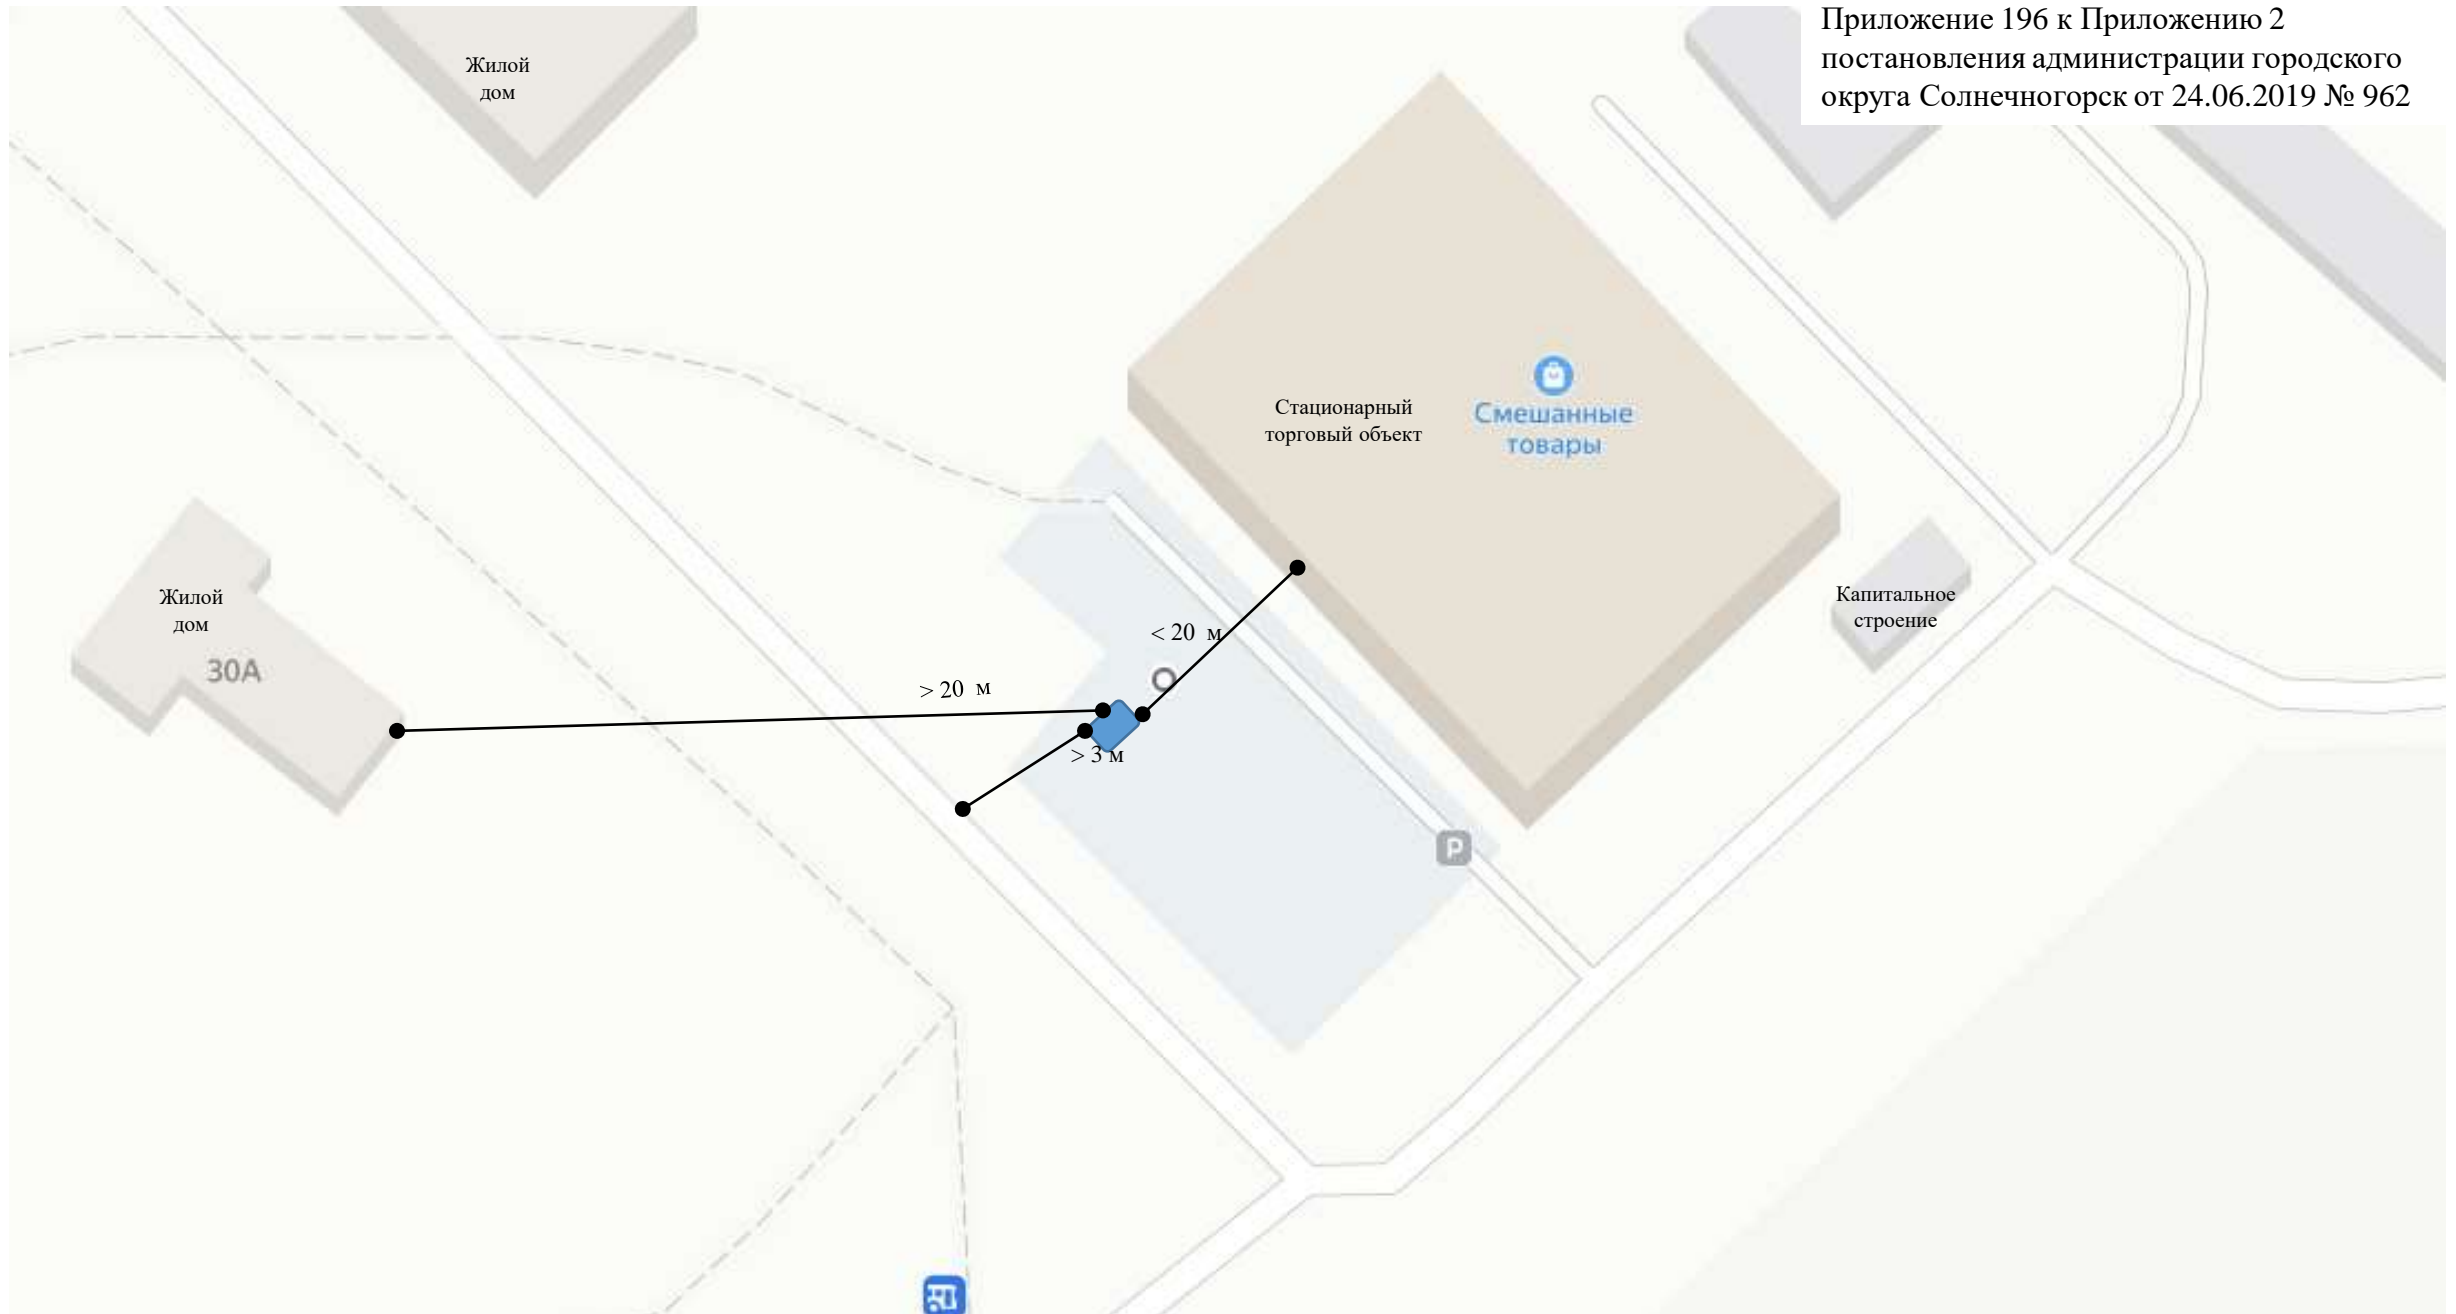 Приложение 196 к Приложению 2
постановления администрации городского
округа Солнечногорск от 24.06.2019 № 962
Жилой
дом
Стационарный
торговый объект
Смешанные
товары
Жилой
дом
30А
Капитальное
строение
< 20 м
> 20 м
> 3 м
P